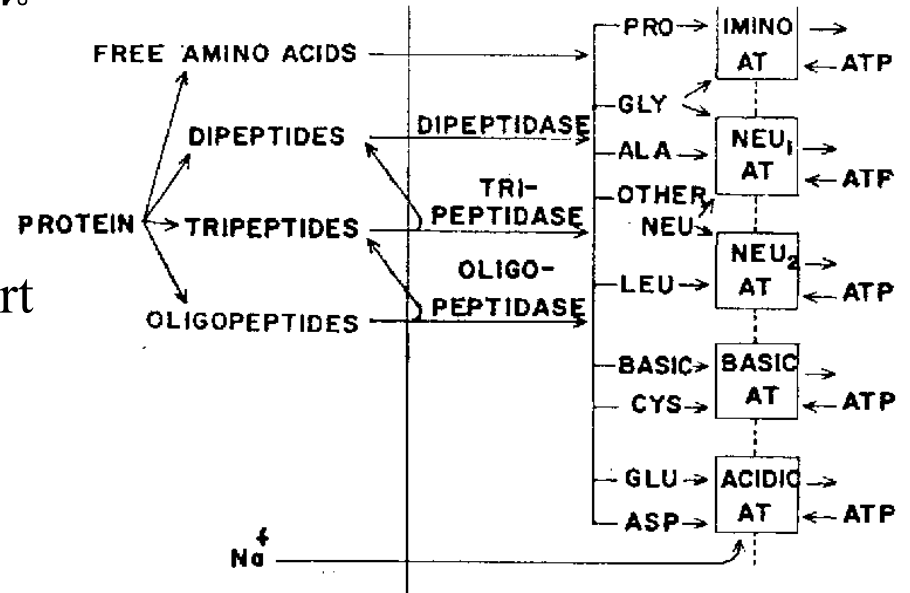 PRO
IMINO
AT
ATP
FREE AMINO ACIDS
GLY
DIPEPTIDES
DIPEPTIDASE
ALA
NEU1
AT
ATP
TRI-
PEPTIDASE
OTHER
NEU
PROTEIN
TRIPEPTIDES
NEU2
AT
ATP
OLIGO-
PEPTIDASE
LEU
rt
OLIGOPEPTIDES
BASIC
CYS
BASIC
AT
ATP
GLU
ASP
ACIDIC
AT
ATP
Na+